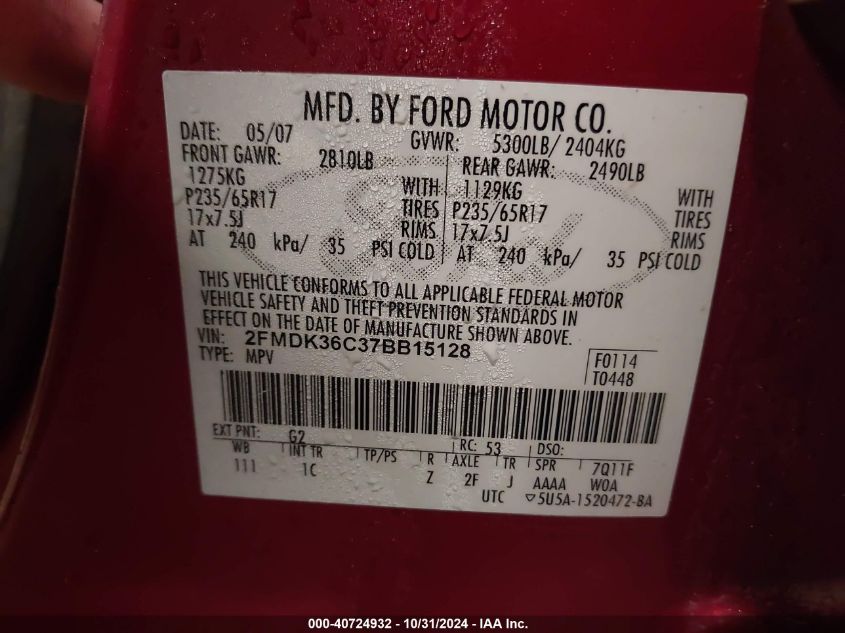 MFD. BY FORD MOTOR CO.
DATE: 05/07 GVWR: 5300LB/ 2404KG
FRONT GAWR: 2810LB REAR GAWR: 2490LB
1275KG WITH 1129KG WITH
P235/65R17 TIRES P235/65R17 TIRES
17x7.5J RIMS 17x7.5J RIMS
AT 240 kPa/ 35 PSI COLD AT 240 kPa/ 35 PSI COLD
THIS VEHICLE CONFORMS TO ALL APPLICABLE FEDERAL MOTOR
VEHICLE SAFETY AND THEFT PREVENTION STANDARDS IN
EFFECT ON THE DATE OF MANUFACTURE SHOWN ABOVE.
VIN: 2FMDK36C37BB15128
TYPE: MPV F0114
T0448
EXT PNT: G2 RC: 53 DSO:
WB INT TR TP/PS R AXLE TR SPR 7Q11F
111 1C Z 2F J AAAA W0A
UTC ▽5U5A-1520472-BA
000-40724932 - 10/31/2024 - IAA Inc.